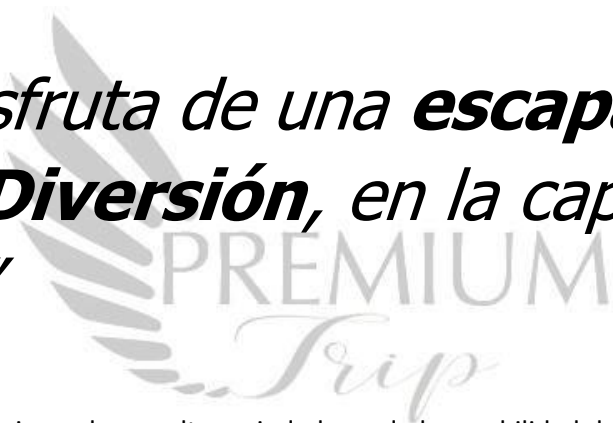 sfruta de una escapa
Diversión, en la cap
PREMIUM
Trip